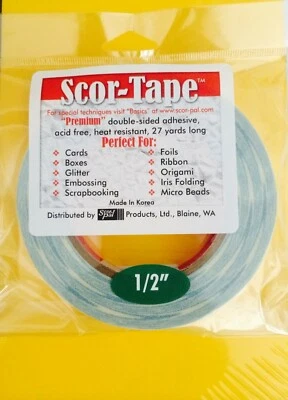 Scor-Tape™
For special techniques visit "Basics" at www.scor-pal.com
"Premium" double-sided adhesive,
acid free, heat resistant, 27 yards long
Perfect For:
◇ Cards ◇ Foils
◇ Boxes ◇ Ribbon
◇ Glitter ◇ Origami
◇ Embossing ◇ Iris Folding
◇ Scrapbooking ◇ Micro Beads
Made In Korea
Distributed by Scor-Pal Products, Ltd., Blaine, WA
1/2"